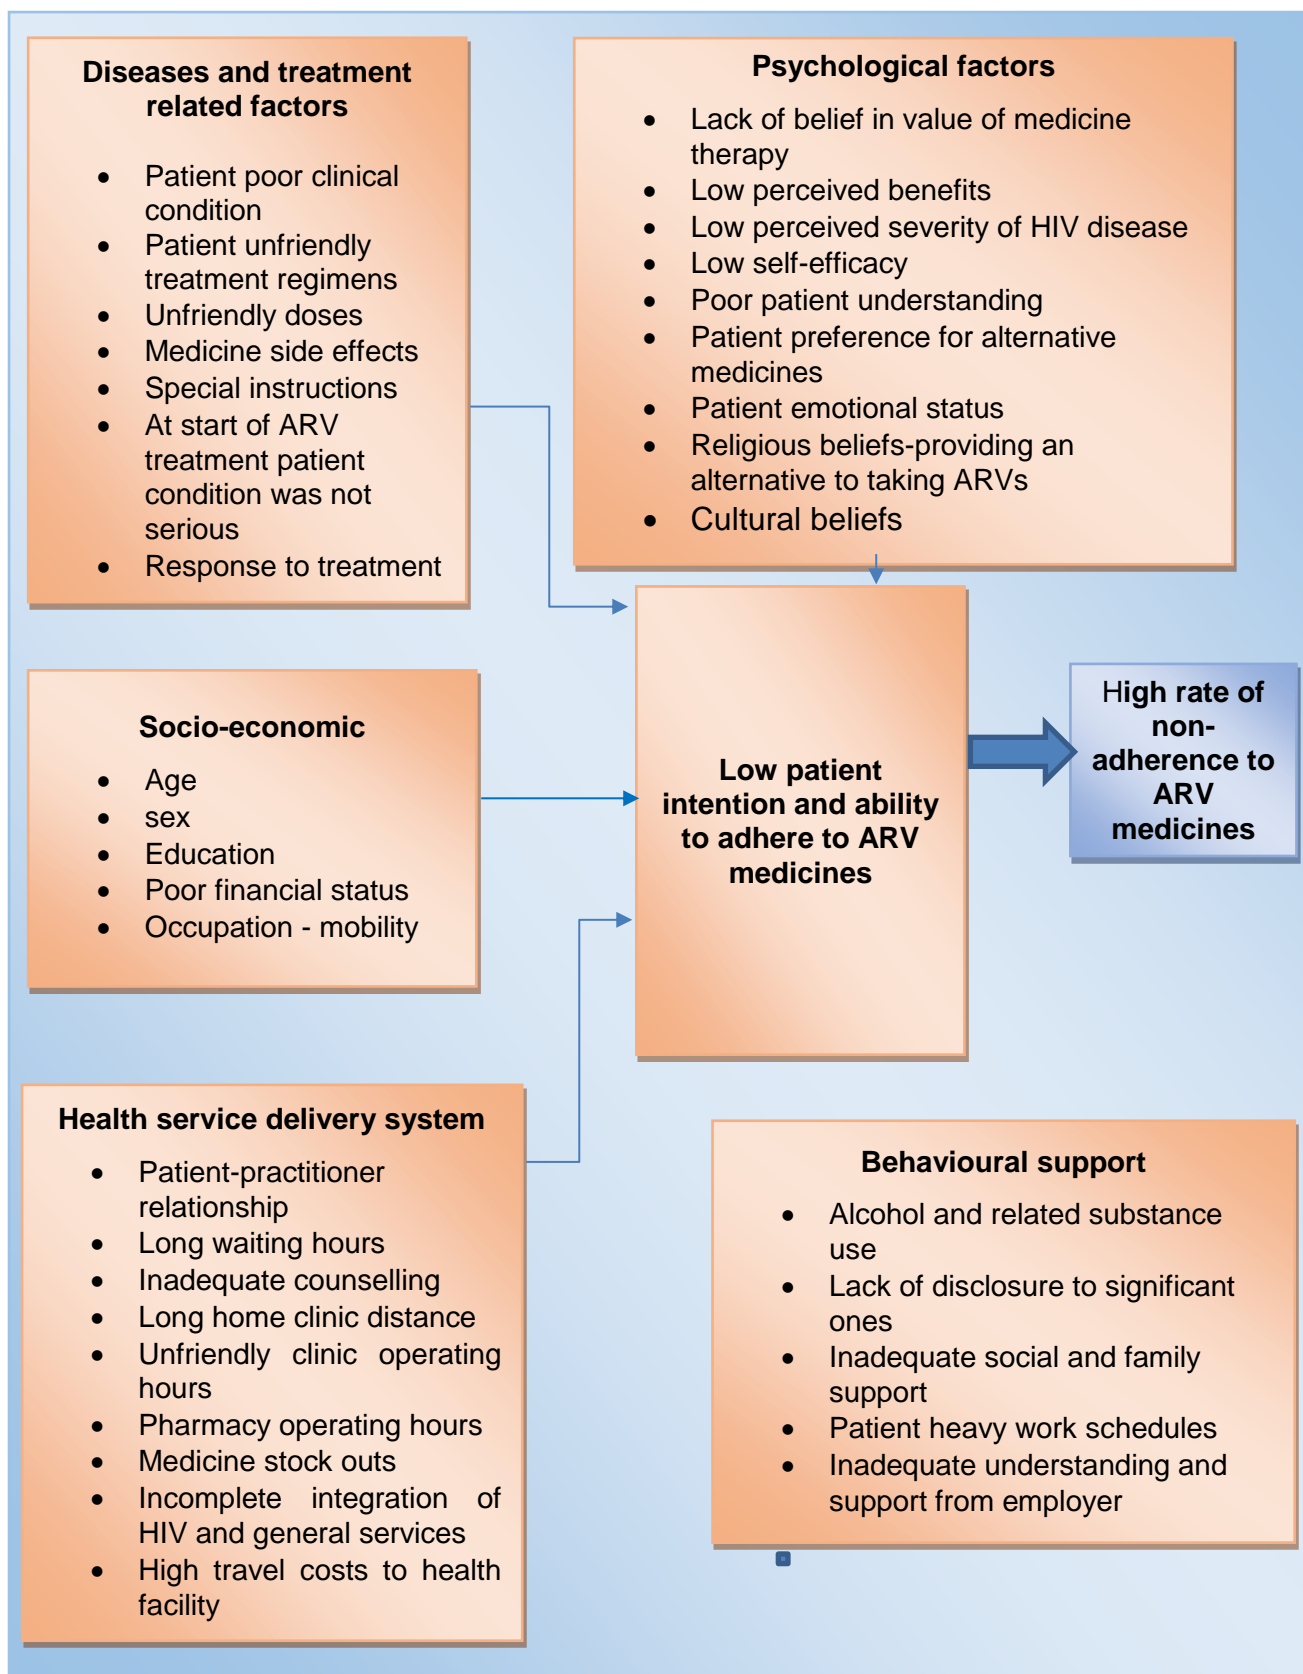 Diseases and treatment
related factors
• Patient poor clinical
condition
• Patient unfriendly
treatment regimens
• Unfriendly doses
• Medicine side effects
• Special instructions
• At start of ARV
treatment patient
condition was not
serious
• Response to treatment
Psychological factors
• Lack of belief in value of medicine
therapy
• Low perceived benefits
• Low perceived severity of HIV disease
• Low self-efficacy
• Poor patient understanding
• Patient preference for alternative
medicines
• Patient emotional status
• Religious beliefs-providing an
alternative to taking ARVs
• Cultural beliefs
Socio-economic
• Age
• sex
• Education
• Poor financial status
• Occupation - mobility
Low patient
intention and ability
to adhere to ARV
medicines
High rate of
non-
adherence to
ARV
medicines
Health service delivery system
• Patient-practitioner
relationship
• Long waiting hours
• Inadequate counselling
• Long home clinic distance
• Unfriendly clinic operating
hours
• Pharmacy operating hours
• Medicine stock outs
• Incomplete integration of
HIV and general services
• High travel costs to health
facility
Behavioural support
• Alcohol and related substance
use
• Lack of disclosure to significant
ones
• Inadequate social and family
support
• Patient heavy work schedules
• Inadequate understanding and
support from employer